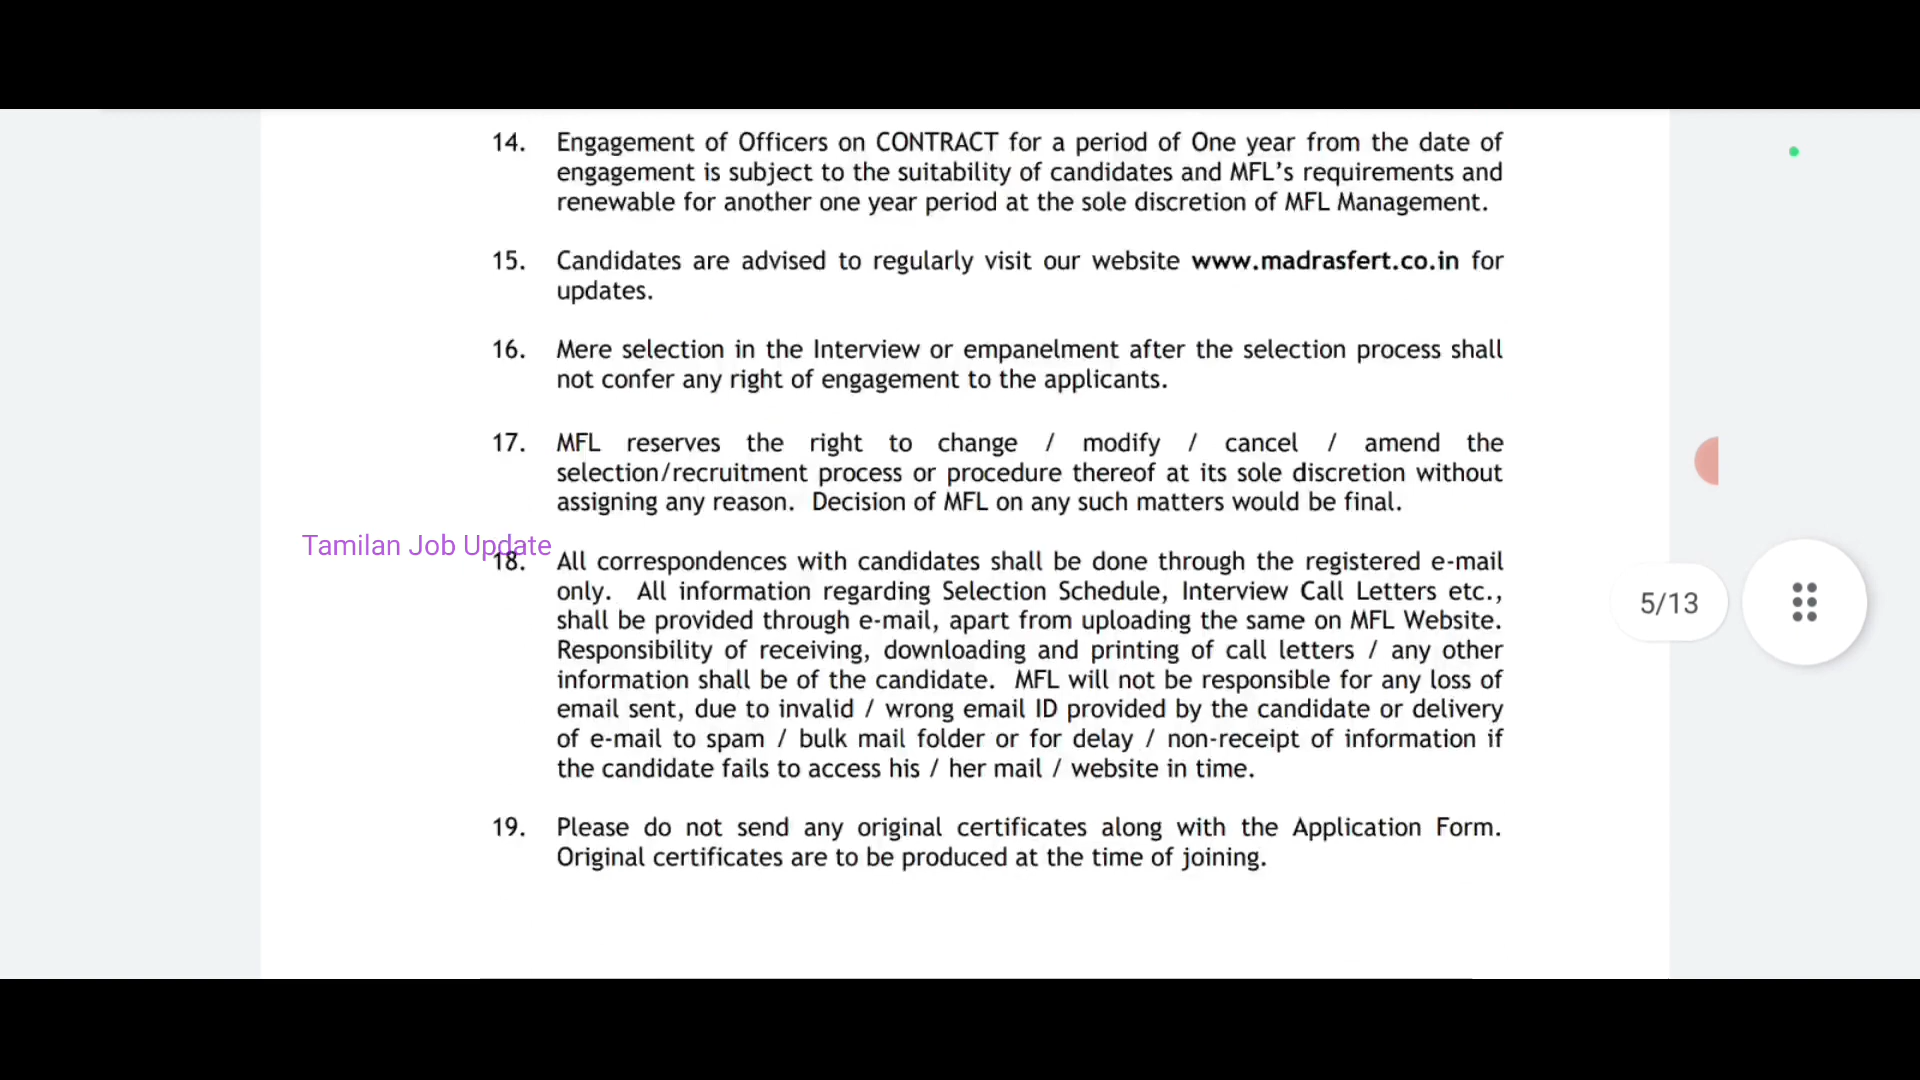 14. Engagement of Officers on CONTRACT for a period of One year from the date of
engagement is subject to the suitability of candidates and MFL’s requirements and
renewable for another one year period at the sole discretion of MFL Management.
15. Candidates are advised to regularly visit our website www.madrasfert.co.in for
updates.
16. Mere selection in the Interview or empanelment after the selection process shall
not confer any right of engagement to the applicants.
17. MFL reserves the right to change / modify / cancel / amend the
selection/recruitment process or procedure thereof at its sole discretion without
assigning any reason. Decision of MFL on any such matters would be final.
Tamilan Job Update
18. All correspondences with candidates shall be done through the registered e-mail
only. All information regarding Selection Schedule, Interview Call Letters etc.,
shall be provided through e-mail, apart from uploading the same on MFL Website.
Responsibility of receiving, downloading and printing of call letters / any other
information shall be of the candidate. MFL will not be responsible for any loss of
email sent, due to invalid / wrong email ID provided by the candidate or delivery
of e-mail to spam / bulk mail folder or for delay / non-receipt of information if
the candidate fails to access his / her mail / website in time.
5/13
19. Please do not send any original certificates along with the Application Form.
Original certificates are to be produced at the time of joining.